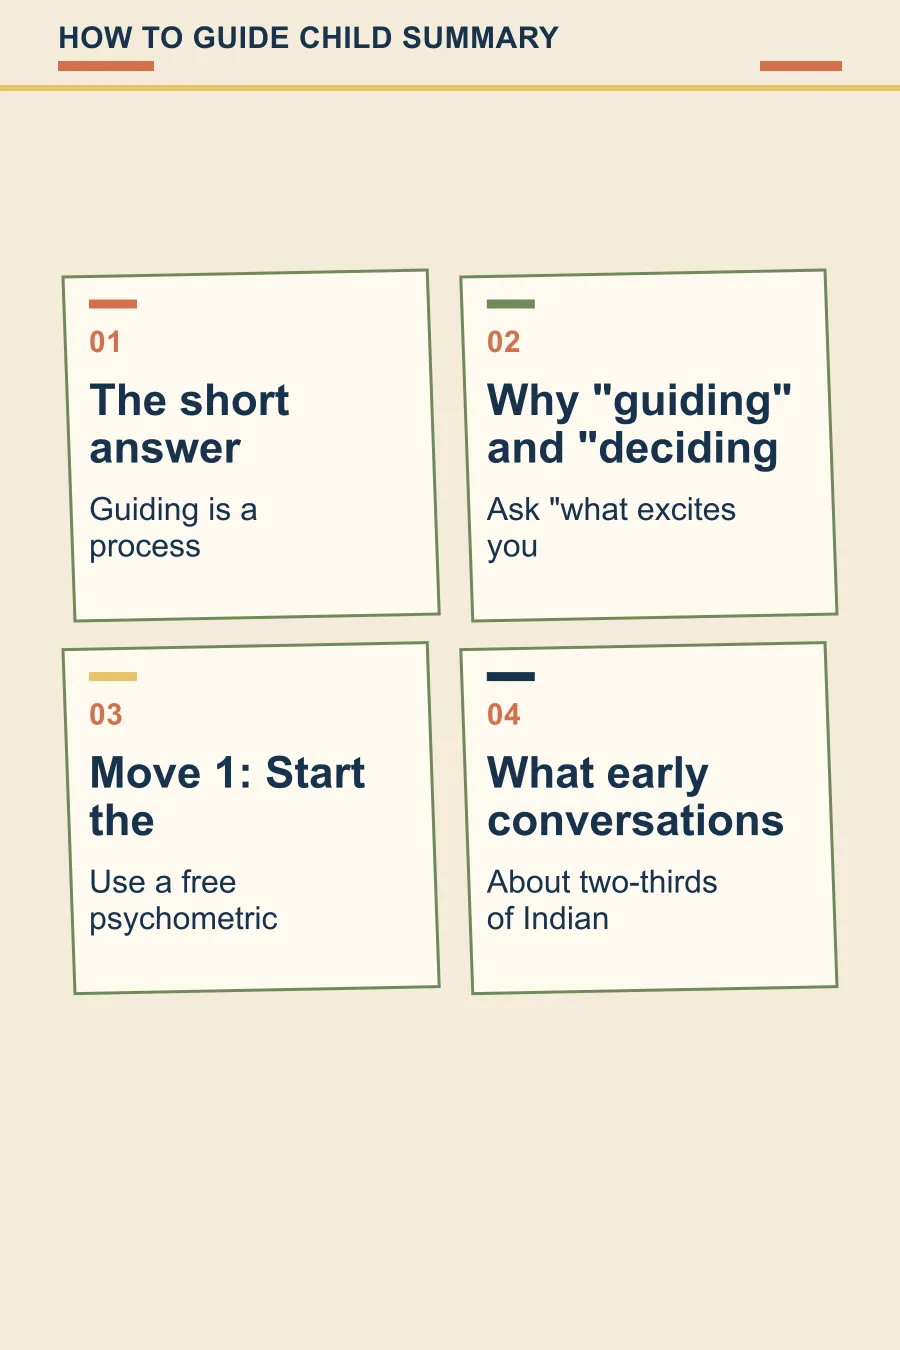 HOW TO GUIDE CHILD SUMMARY
01
The short
answer
Guiding is a
process
02
Why "guiding"
and "deciding
Ask "what excites
you
03
Move 1: Start
the
Use a free
psychometric
04
What early
conversations
About two-thirds
of Indian